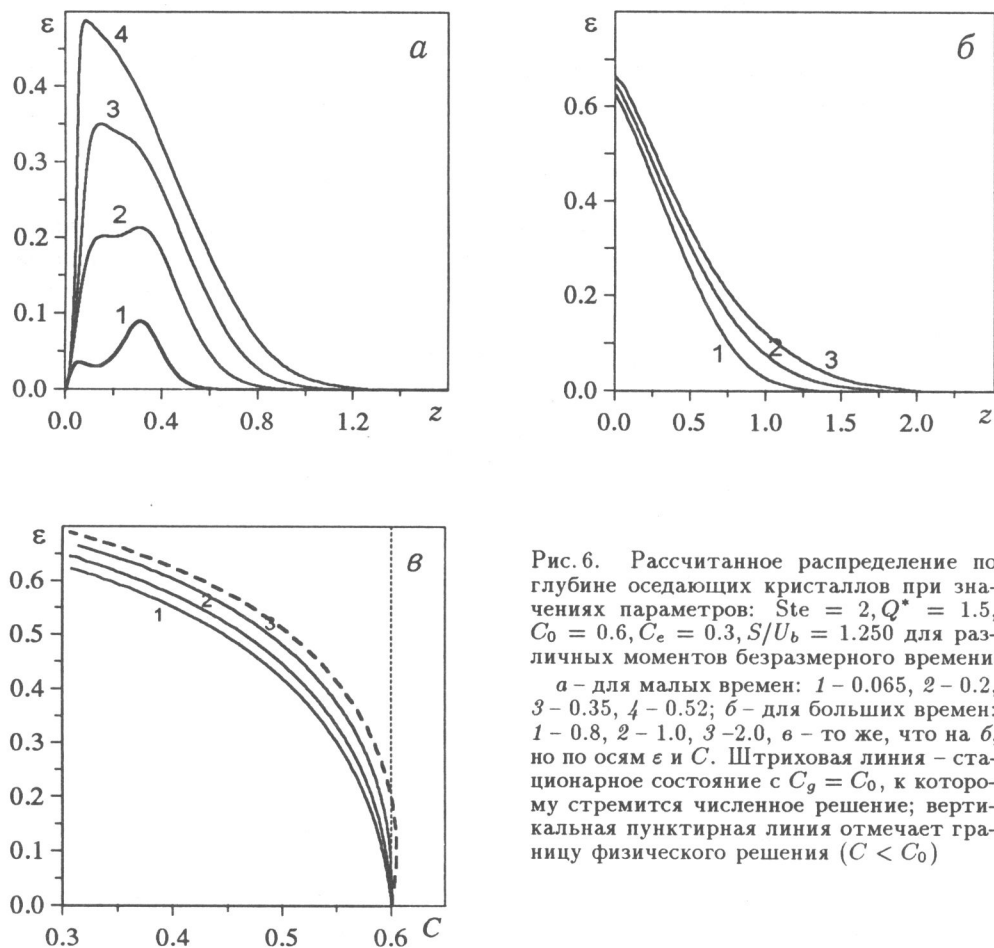 ε
0.4
0.3
0.2
0.1
0.0
0.0 0.4 0.8 1.2 z
1
2
3
4
а
ε
0.6
0.4
0.2
0.0
0.0 0.5 1.0 1.5 2.0 z
1
2
3
б
ε
0.6
0.5
0.4
0.3
0.2
0.1
0.0
0.3 0.4 0.5 0.6 C
1
2
3
в
Рис. 6. Рассчитанное распределение по
глубине оседающих кристаллов при зна-
чениях параметров: Ste = 2, Q* = 1.5,
C₀ = 0.6, Cₑ = 0.3, S/U_b = 1.250 для раз-
личных моментов безразмерного времени
а – для малых времен: 1 – 0.065, 2 – 0.2,
3 – 0.35, 4 – 0.52; б – для больших времен:
1 – 0.8, 2 – 1.0, 3 –2.0, в – то же, что на б,
но по осям ε и C. Штриховая линия – ста-
ционарное состояние с C_g = C₀, к которо-
му стремится численное решение; верти-
кальная пунктирная линия отмечает гра-
ницу физического решения (C < C₀)